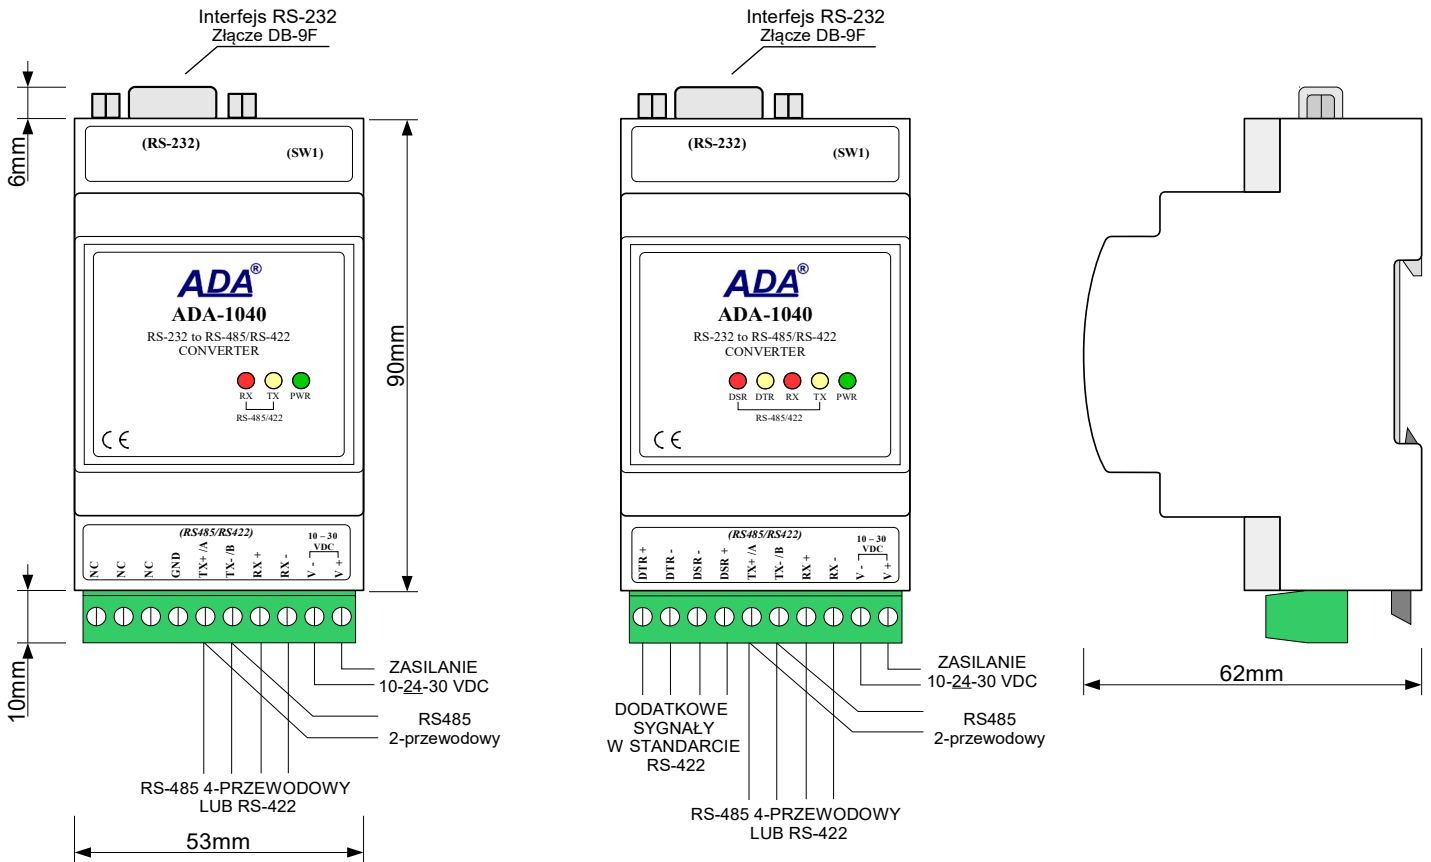 Interfejs RS-232
Złącze DB-9F
6mm
(RS-232)
(SW1)
ADA®
ADA-1040
RS-232 to RS-485/RS-422
CONVERTER
RX TX PWR
RS-485/422
CE
90mm
(RS485/RS422)
10 – 30
VDC
NC
NC
NC
GND
TX+ /A
TX- /B
RX +
RX -
V -
V +
10mm
ZASILANIE
10-24-30 VDC
RS485
2-przewodowy
RS-485 4-PRZEWODOWY
LUB RS-422
53mm
Interfejs RS-232
Złącze DB-9F
(RS-232)
(SW1)
ADA®
ADA-1040
RS-232 to RS-485/RS-422
CONVERTER
DSR DTR RX TX PWR
RS-485/422
CE
(RS485/RS422)
10 – 30
VDC
DTR +
DTR -
DSR -
DSR +
TX+ /A
TX- /B
RX +
RX -
V -
V +
ZASILANIE
10-24-30 VDC
DODATKOWE
SYGNAŁY
W STANDARCIE
RS-422
RS485
2-przewodowy
RS-485 4-PRZEWODOWY
LUB RS-422
62mm